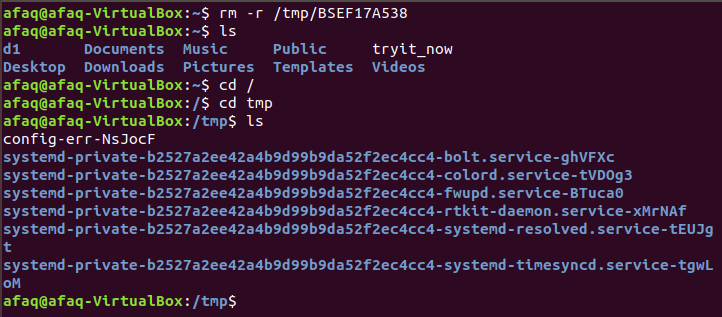 afaq@afaq-VirtualBox:~$ rm -r /tmp/BSEF17A538
afaq@afaq-VirtualBox:~$ ls
d1 Documents Music Public tryit_now
Desktop Downloads Pictures Templates Videos
afaq@afaq-VirtualBox:~$ cd /
afaq@afaq-VirtualBox:/$ cd tmp
afaq@afaq-VirtualBox:/tmp$ ls
config-err-NsJocF
systemd-private-b2527a2ee42a4b9d99b9da52f2ec4cc4-bolt.service-ghVFXc
systemd-private-b2527a2ee42a4b9d99b9da52f2ec4cc4-colord.service-tVDOg3
systemd-private-b2527a2ee42a4b9d99b9da52f2ec4cc4-fwupd.service-BTuca0
systemd-private-b2527a2ee42a4b9d99b9da52f2ec4cc4-rtkit-daemon.service-xMrNAf
systemd-private-b2527a2ee42a4b9d99b9da52f2ec4cc4-systemd-resolved.service-tEUJg
t
systemd-private-b2527a2ee42a4b9d99b9da52f2ec4cc4-systemd-timesyncd.service-tgwL
oM
afaq@afaq-VirtualBox:/tmp$